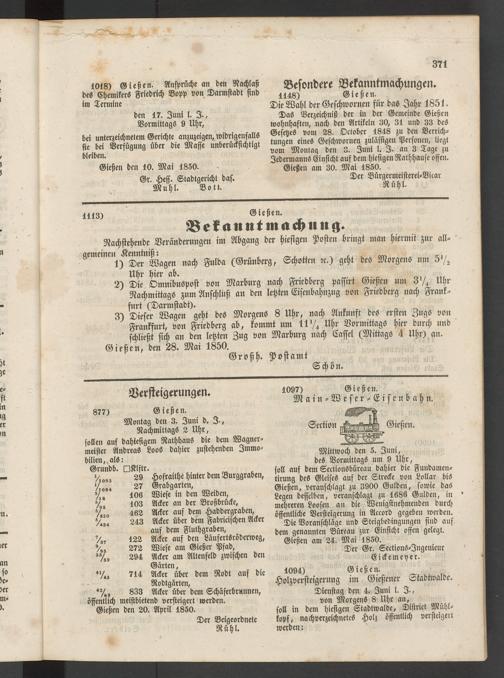 371
1018) Gießen. Ansprüche an den Nachlaß
des Chemikers Friedrich Bopp von Darmstadt sind
im Termine
den 17. Juni l. J.,
Vormittags 9 Uhr,
bei unterzeichnetem Gerichte anzuzeigen, widrigenfalls
sie bei Verfügung über die Masse unberücksichtigt
bleiben.
Gießen den 10. Mai 1850.
Gr. Hess. Stadtgericht das.
Muhl. Bott.
Besondere Bekanntmachungen.
1148) Gießen.
Die Wahl der Geschwornen für das Jahr 1851.
Das Verzeichniß der in der Gemeinde Gießen
wohnhaften, nach den Artikeln 30, 31 und 33 des
Gesetzes vom 28. October 1848 zu den Verrich-
tungen eines Geschwornen zulässigen Personen, liegt
vom Montag den 3. Juni l. J. an 3 Tage zu
Jedermanns Einsicht auf dem hiesigen Rathhause offen.
Gießen am 30. Mai 1850.
Der Bürgermeisterei-Vicar
Rühl.
1113) Gießen.
Bekanntmachung.
Nachstehende Veränderungen im Abgang der hiesigen Posten bringt man hiermit zur all-
gemeinen Kenntniß:
1) Der Wagen nach Fulda (Grünberg, Schotten ꝛc.) geht des Morgens um 5 1/2
Uhr hier ab.
2) Die Omnibuspost von Marburg nach Friedberg passirt Gießen um 3 1/4 Uhr
Nachmittags zum Anschluß an den letzten Eisenbahnzug von Friedberg nach Frank-
furt (Darmstadt).
3) Dieser Wagen geht des Morgens 8 Uhr, nach Ankunft des ersten Zugs von
Frankfurt, von Friedberg ab, kommt um 11 1/4 Uhr Vormittags hier durch und
schließt sich an den letzten Zug von Marburg nach Cassel (Mittags 4 Uhr) an.
Gießen, den 28. Mai 1850.
Großh. Postamt
Schön.
Versteigerungen.
877) Gießen.
Montag den 3. Juni d. J.,
Nachmittags 2 Uhr,
sollen auf dahiesigem Rathhaus die dem Wagner-
meister Andreas Loos dahier zustehenden Immo-
bilien, als:
Grundb. □Klftr.
29 Hofraithe hinter dem Burggraben,
27 Grabgarten,
106 Wiese in den Weiden,
103 Acker an der Großbrücke,
462 Acker auf dem Haddergraben,
243 Acker über dem Fabrischen Acker
auf dem Fluthgraben,
122 Acker auf den Läufertsröderweg,
272 Wiese am Gießer Pfad,
294 Acker am Altenfeld zwischen den
Gärten,
714 Acker über dem Rodt auf die
Rodtgärten,
833 Acker über dem Schäferbrunnen,
öffentlich meistbietend versteigert werden.
Gießen den 20. April 1850.
Der Beigeordnete
Rühl.
1097) Gießen.
Main-Weser-Eisenbahn.
Section Gießen.
Mittwoch den 5. Juni,
des Vormittags um 9 Uhr,
soll auf dem Sectionsbüreau dahier die Fundamen-
tirung des Gleises auf der Strecke von Lollar bis
Gießen, veranschlagt zu 3900 Gulden, sowie das
Legen desselben, veranschlagt zu 1686 Gulden, in
mehreren Loosen an die Wenigstnehmenden durch
öffentliche Versteigerung in Accord gegeben werden.
Die Voranschläge und Steigbedingungen sind auf
dem genannten Büreau zur Einsicht offen gelegt.
Gießen am 24. Mai 1850.
Der Gr. Sections-Ingenieur
Eickemeyer.
1094) Gießen.
Holzversteigerung im Gießener Stadtwalde.
Dienstag den 4. Juni l. J.,
von Morgens 8 Uhr an,
soll in dem hiesigen Stadtwalde, District Mühl-
kopf, nachverzeichnetes Holz öffentlich versteigert
werden: